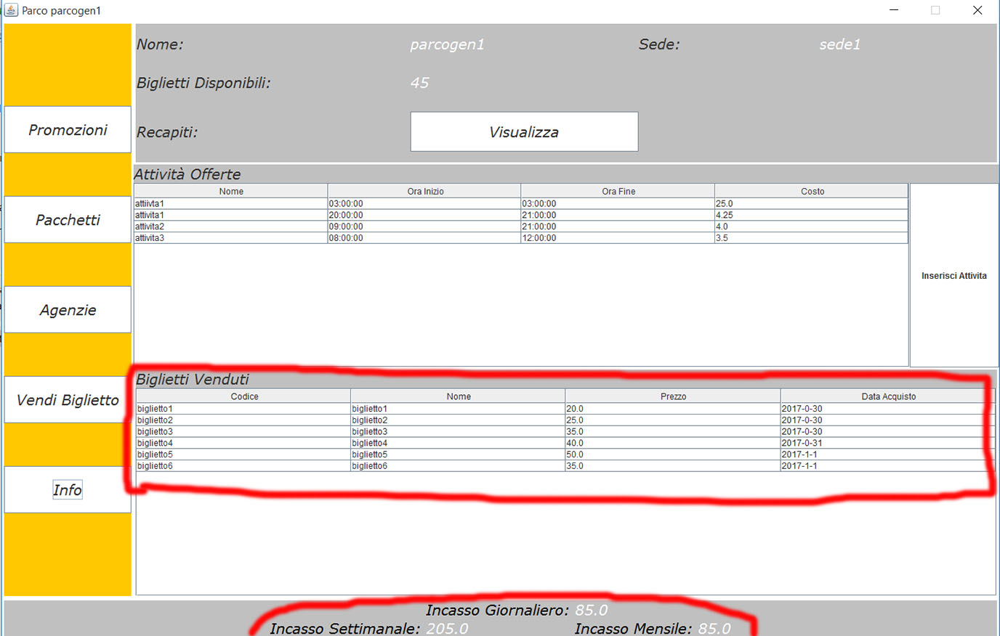 Parco parcogen1
Nome: parcogen1 Sede: sede1
Biglietti Disponibili: 45
Recapiti: Visualizza
Promozioni
Pacchetti
Agenzie
Vendi Biglietto
Info
Attività Offerte
Nome Ora Inizio Ora Fine Costo
attiivta1 03:00:00 03:00:00 25.0
attivita1 20:00:00 21:00:00 4.25
attivita2 09:00:00 21:00:00 4.0
attivita3 08:00:00 12:00:00 3.5
Inserisci Attivita
Biglietti Venduti
Codice Nome Prezzo Data Acquisto
biglietto1 biglietto1 20.0 2017-0-30
biglietto2 biglietto2 25.0 2017-0-30
biglietto3 biglietto3 35.0 2017-0-30
biglietto4 biglietto4 40.0 2017-0-31
biglietto5 biglietto5 50.0 2017-1-1
biglietto6 biglietto6 35.0 2017-1-1
Incasso Giornaliero: 85.0
Incasso Settimanale: 205.0 Incasso Mensile: 85.0